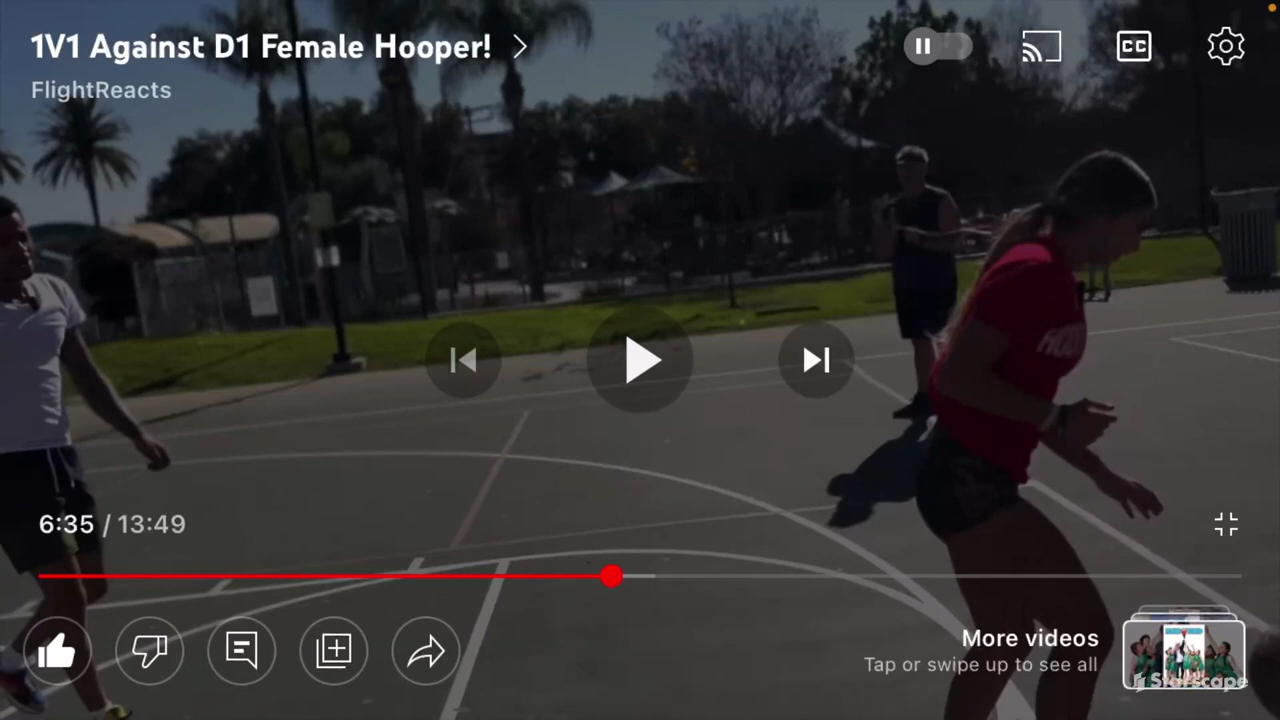 1V1 Against D1 Female Hooper!
FlightReacts
CC
6:35 / 13:49
More videos
Tap or swipe up to see all